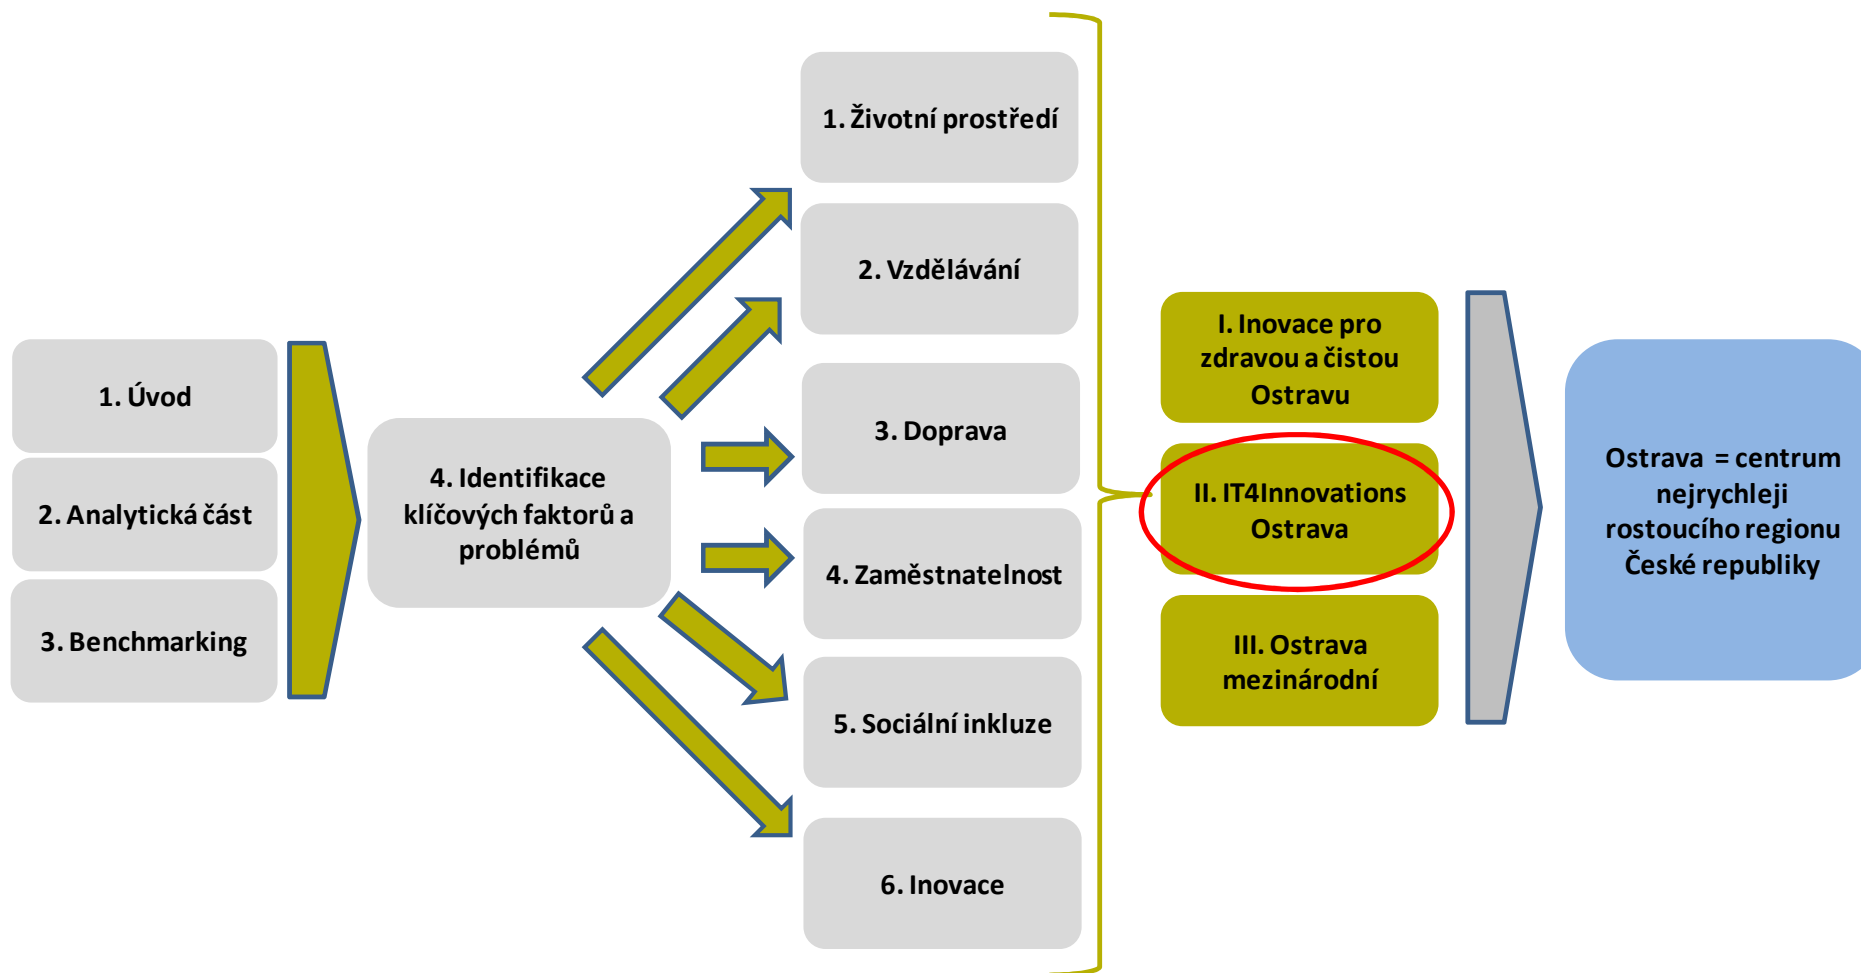 1. Úvod
2. Analytická část
3. Benchmarking
4. Identifikace
klíčových faktorů a
problémů
1. Životní prostředí
2. Vzdělávání
3. Doprava
4. Zaměstnatelnost
5. Sociální inkluze
6. Inovace
I. Inovace pro
zdravou a čistou
Ostravu
II. IT4Innovations
Ostrava
III. Ostrava
mezinárodní
Ostrava = centrum
nejrychleji
rostoucího regionu
České republiky